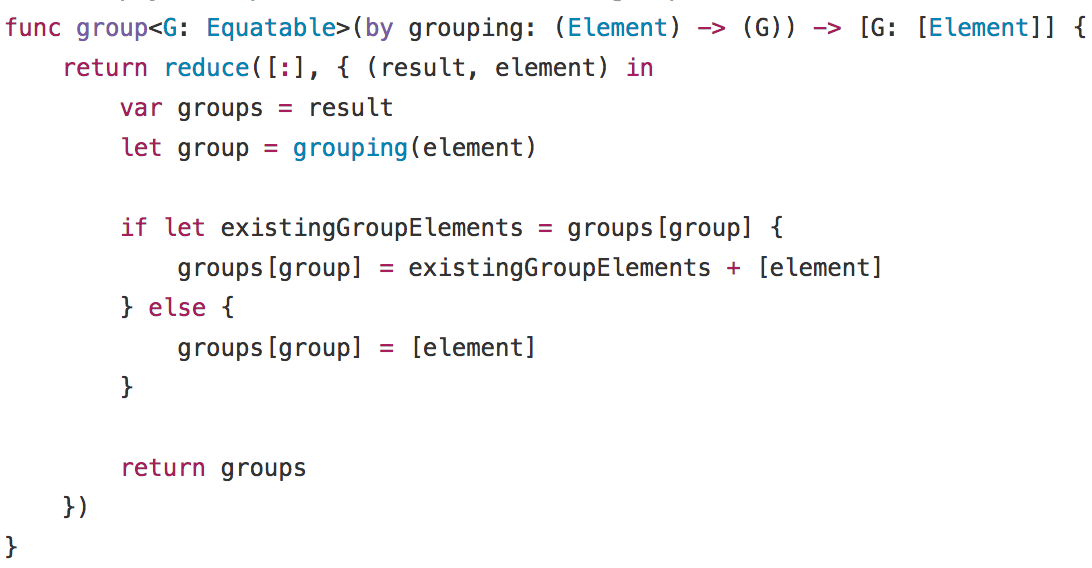 func group<G: Equatable>(by grouping: (Element) -> (G)) -> [G: [Element]] {
    return reduce([:], { (result, element) in
        var groups = result
        let group = grouping(element)
        if let existingGroupElements = groups[group] {
            groups[group] = existingGroupElements + [element]
        } else {
            groups[group] = [element]
        }
        return groups
    })
}